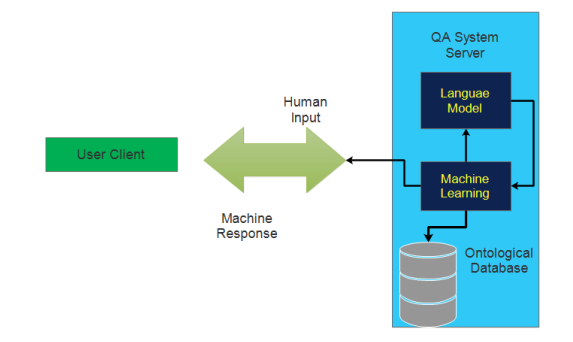 QA System
Server
Languae
Model
Human
Input
User Client
Machine
Learning
Machine
Response
Ontological
Database